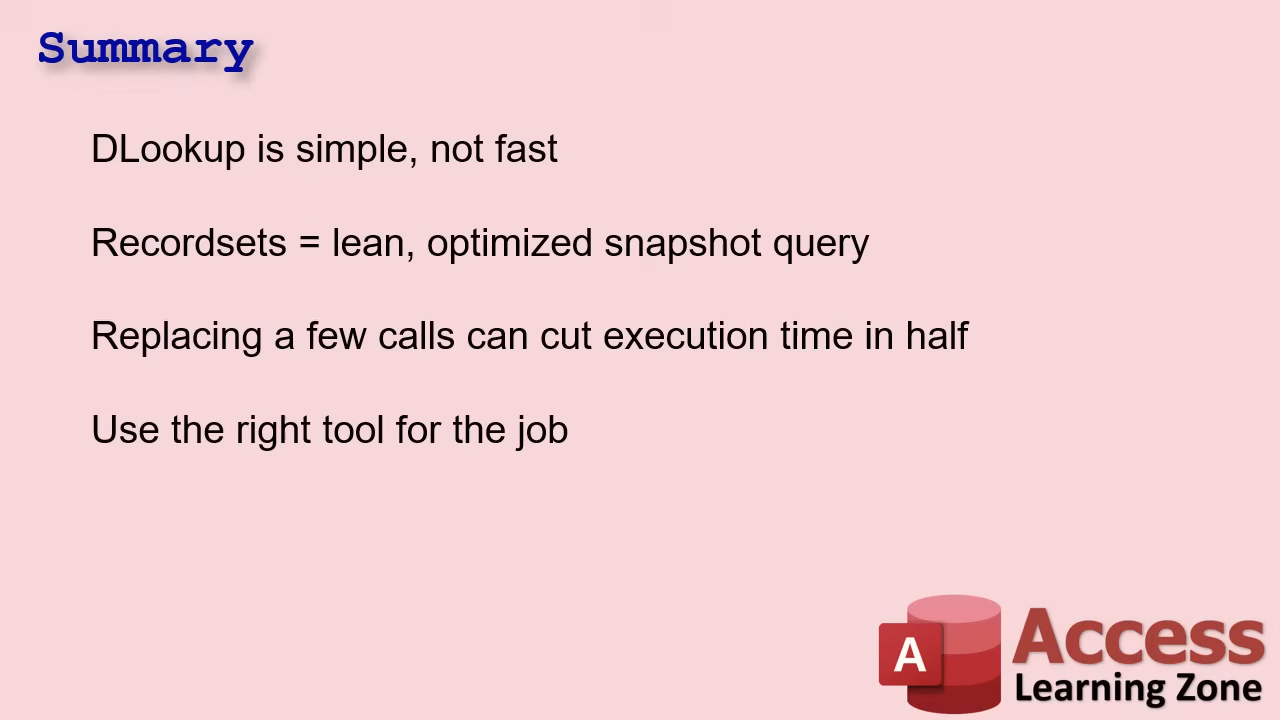 Summary
DLookup is simple, not fast
Recordsets = lean, optimized snapshot query
Replacing a few calls can cut execution time in half
Use the right tool for the job
A
Access
Learning Zone